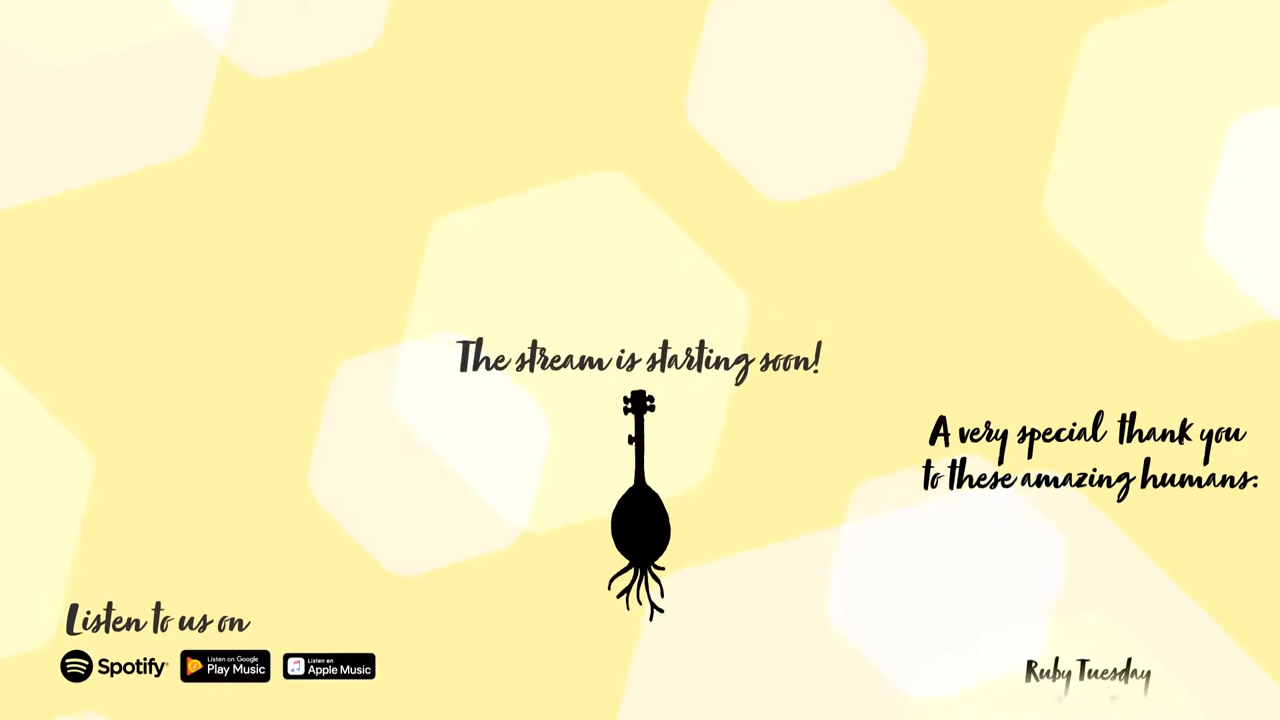 The stream is starting soon!
A very special thank you
to these amazing humans:
Listen to us on
Spotify
Listen on Google
Play Music
Listen on
Apple Music
Ruby Tuesday